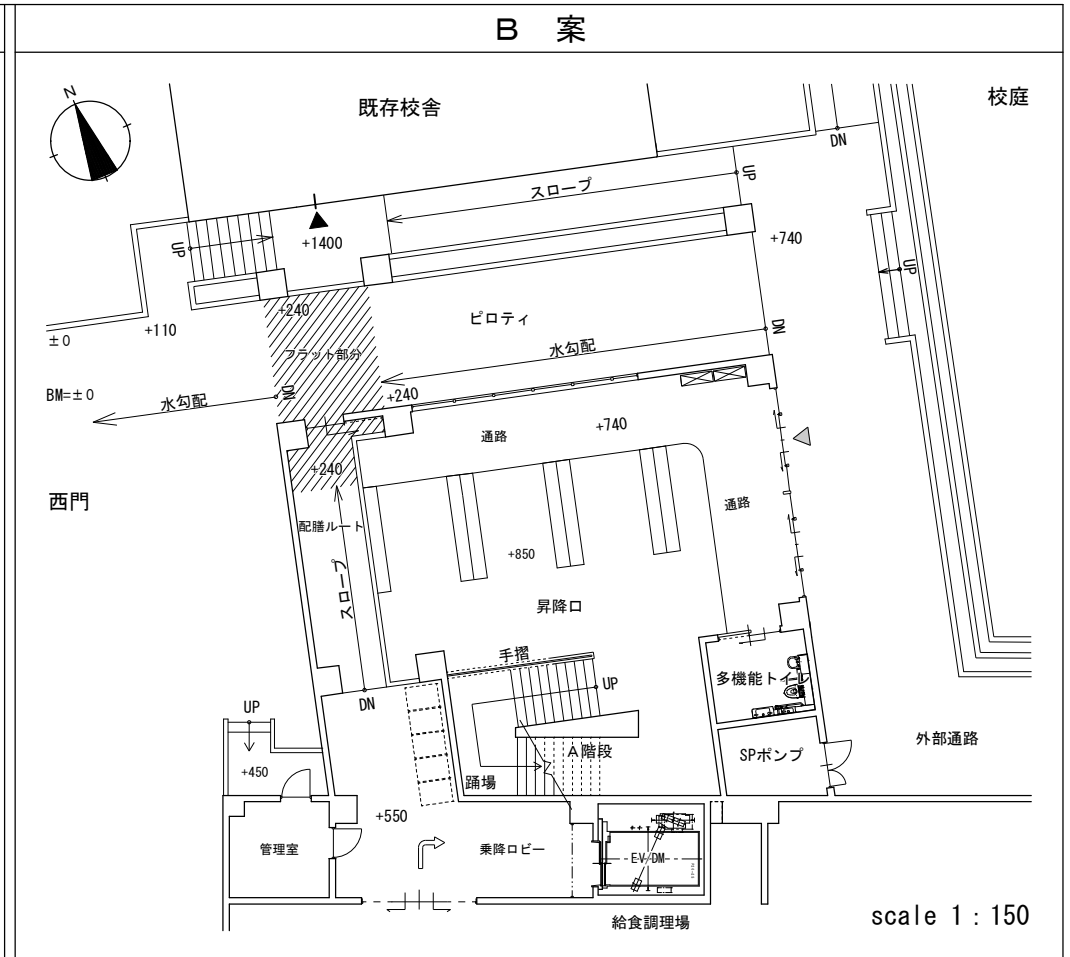 B 案
N
既存校舎
校庭
DN
スロープ
UP
UP
+1400
+740
UP
+240
ピロティ
+110
±0
フラット部分
DN
水勾配
BM=±0
水勾配
DN
+240
通路
+740
+240
西門
通路
配膳ルート
+850
スロープ
昇降口
手摺
UP
多機能トイレ
DN
UP
A階段
SPポンプ
外部通路
+450
踊場
+550
管理室
乗降ロビー
EV/DM
給食調理場
scale 1：150